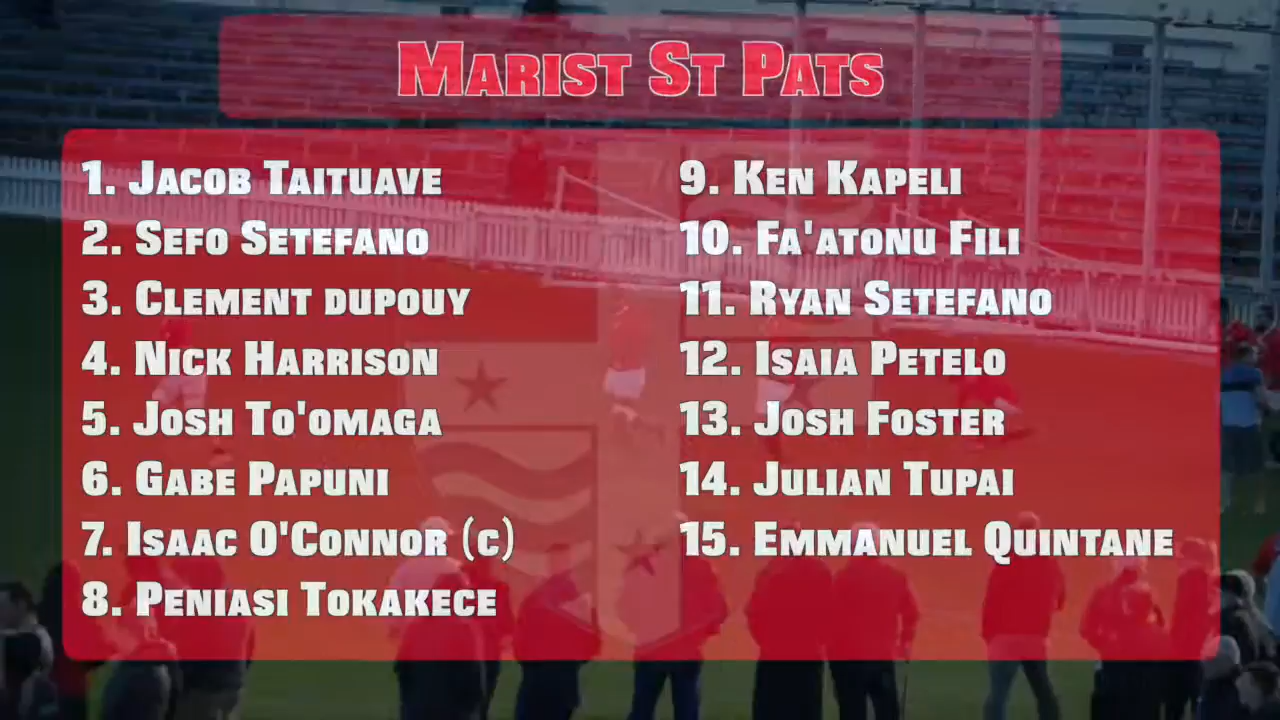 Marist St Pats
1. Jacob Taituave
2. Sefo Setefano
3. Clement dupouy
4. Nick Harrison
5. Josh To'omaga
6. Gabe Papuni
7. Isaac O'Connor (c)
8. Peniasi Tokakece
9. Ken Kapeli
10. Fa'atonu Fili
11. Ryan Setefano
12. Isaia Petelo
13. Josh Foster
14. Julian Tupai
15. Emmanuel Quintane